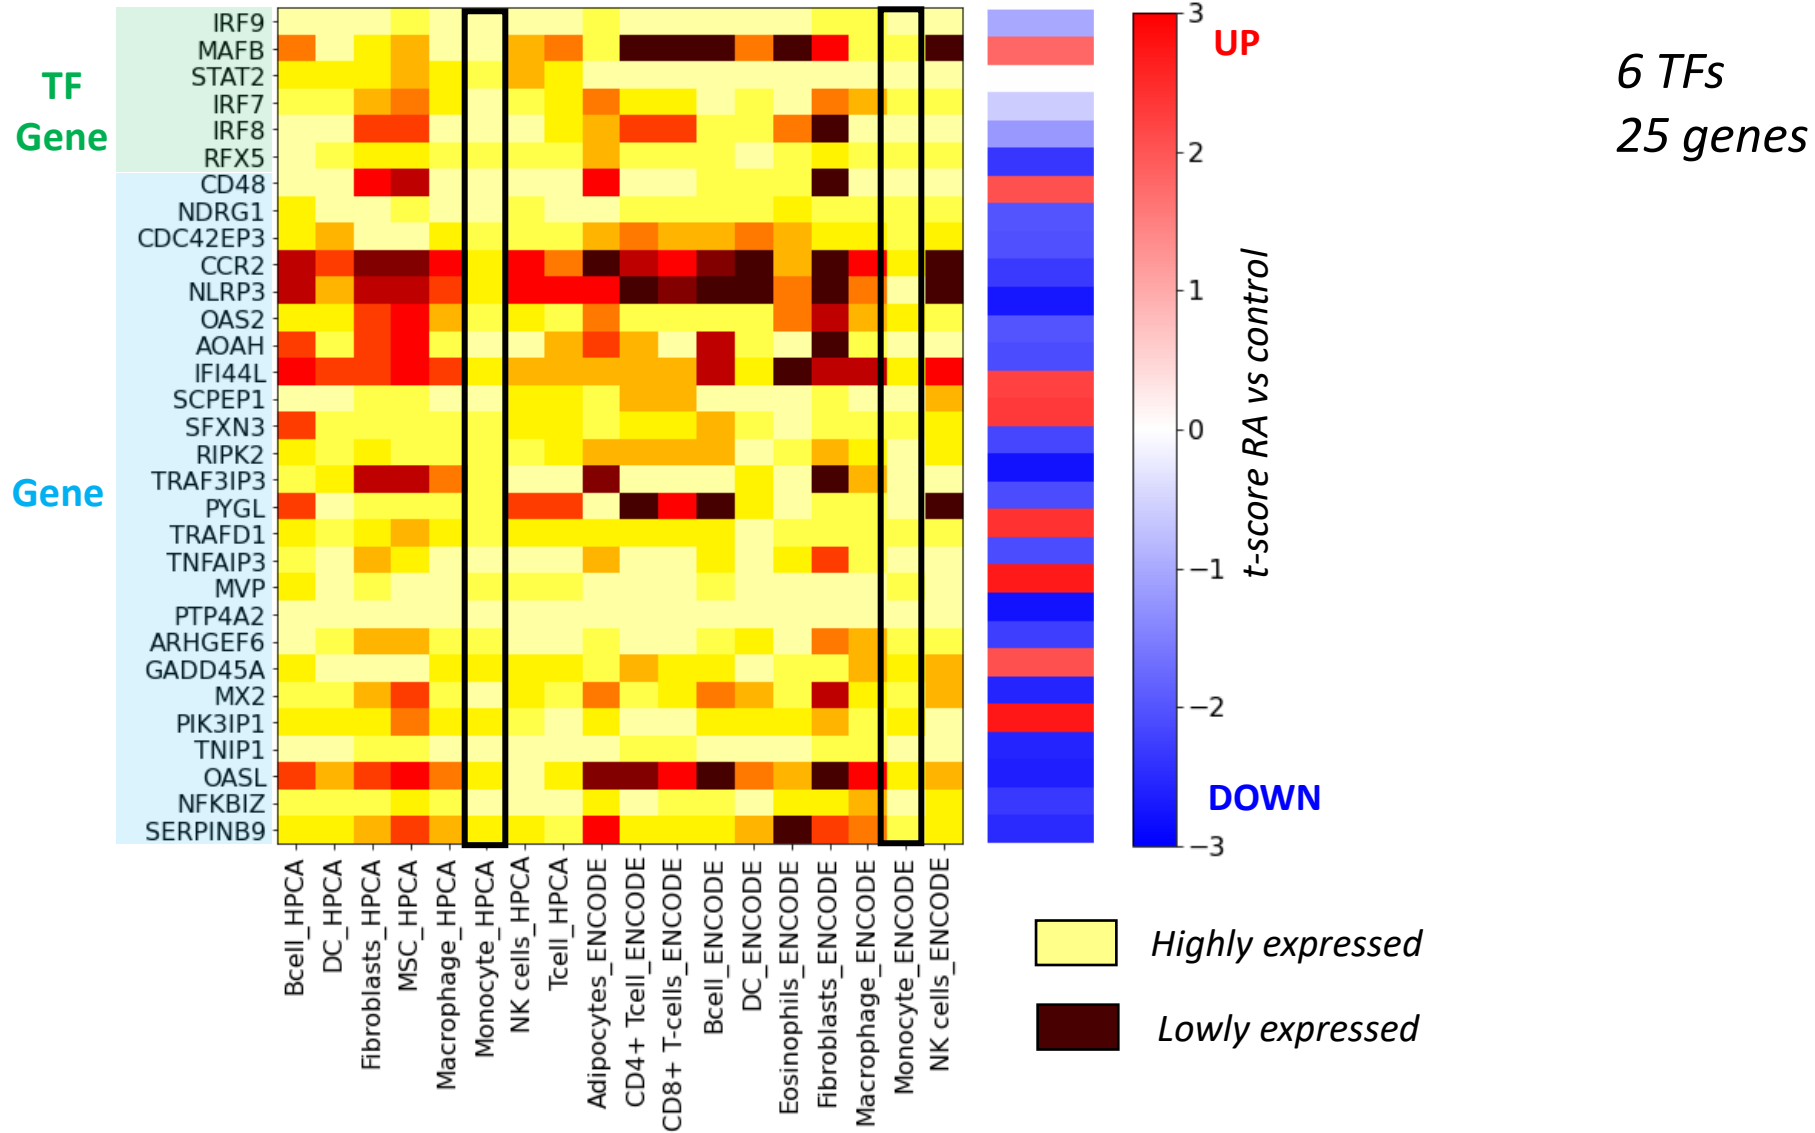 TF
Gene
Gene
IRF9
MAFB
STAT2
IRF7
IRF8
RFX5
CD48
NDRG1
CDC42EP3
CCR2
NLRP3
OAS2
AOAH
IFI44L
SCPEP1
SFXN3
RIPK2
TRAF3IP3
PYGL
TRAFD1
TNFAIP3
MVP
PTP4A2
ARHGEF6
GADD45A
MX2
PIK3IP1
TNIP1
OASL
NFKBIZ
SERPINB9
Bcell_HPCA
DC_HPCA
Fibroblasts_HPCA
MSC_HPCA
Macrophage_HPCA
Monocyte_HPCA
NK cells_HPCA
Tcell_HPCA
Adipocytes_ENCODE
CD4+ Tcell_ENCODE
CD8+ T-cells_ENCODE
Bcell_ENCODE
DC_ENCODE
Eosinophils_ENCODE
Fibroblasts_ENCODE
Macrophage_ENCODE
Monocyte_ENCODE
NK cells_ENCODE
3
2
1
0
−1
−2
−3
UP
DOWN
t-score RA vs control
6 TFs
25 genes
Highly expressed
Lowly expressed